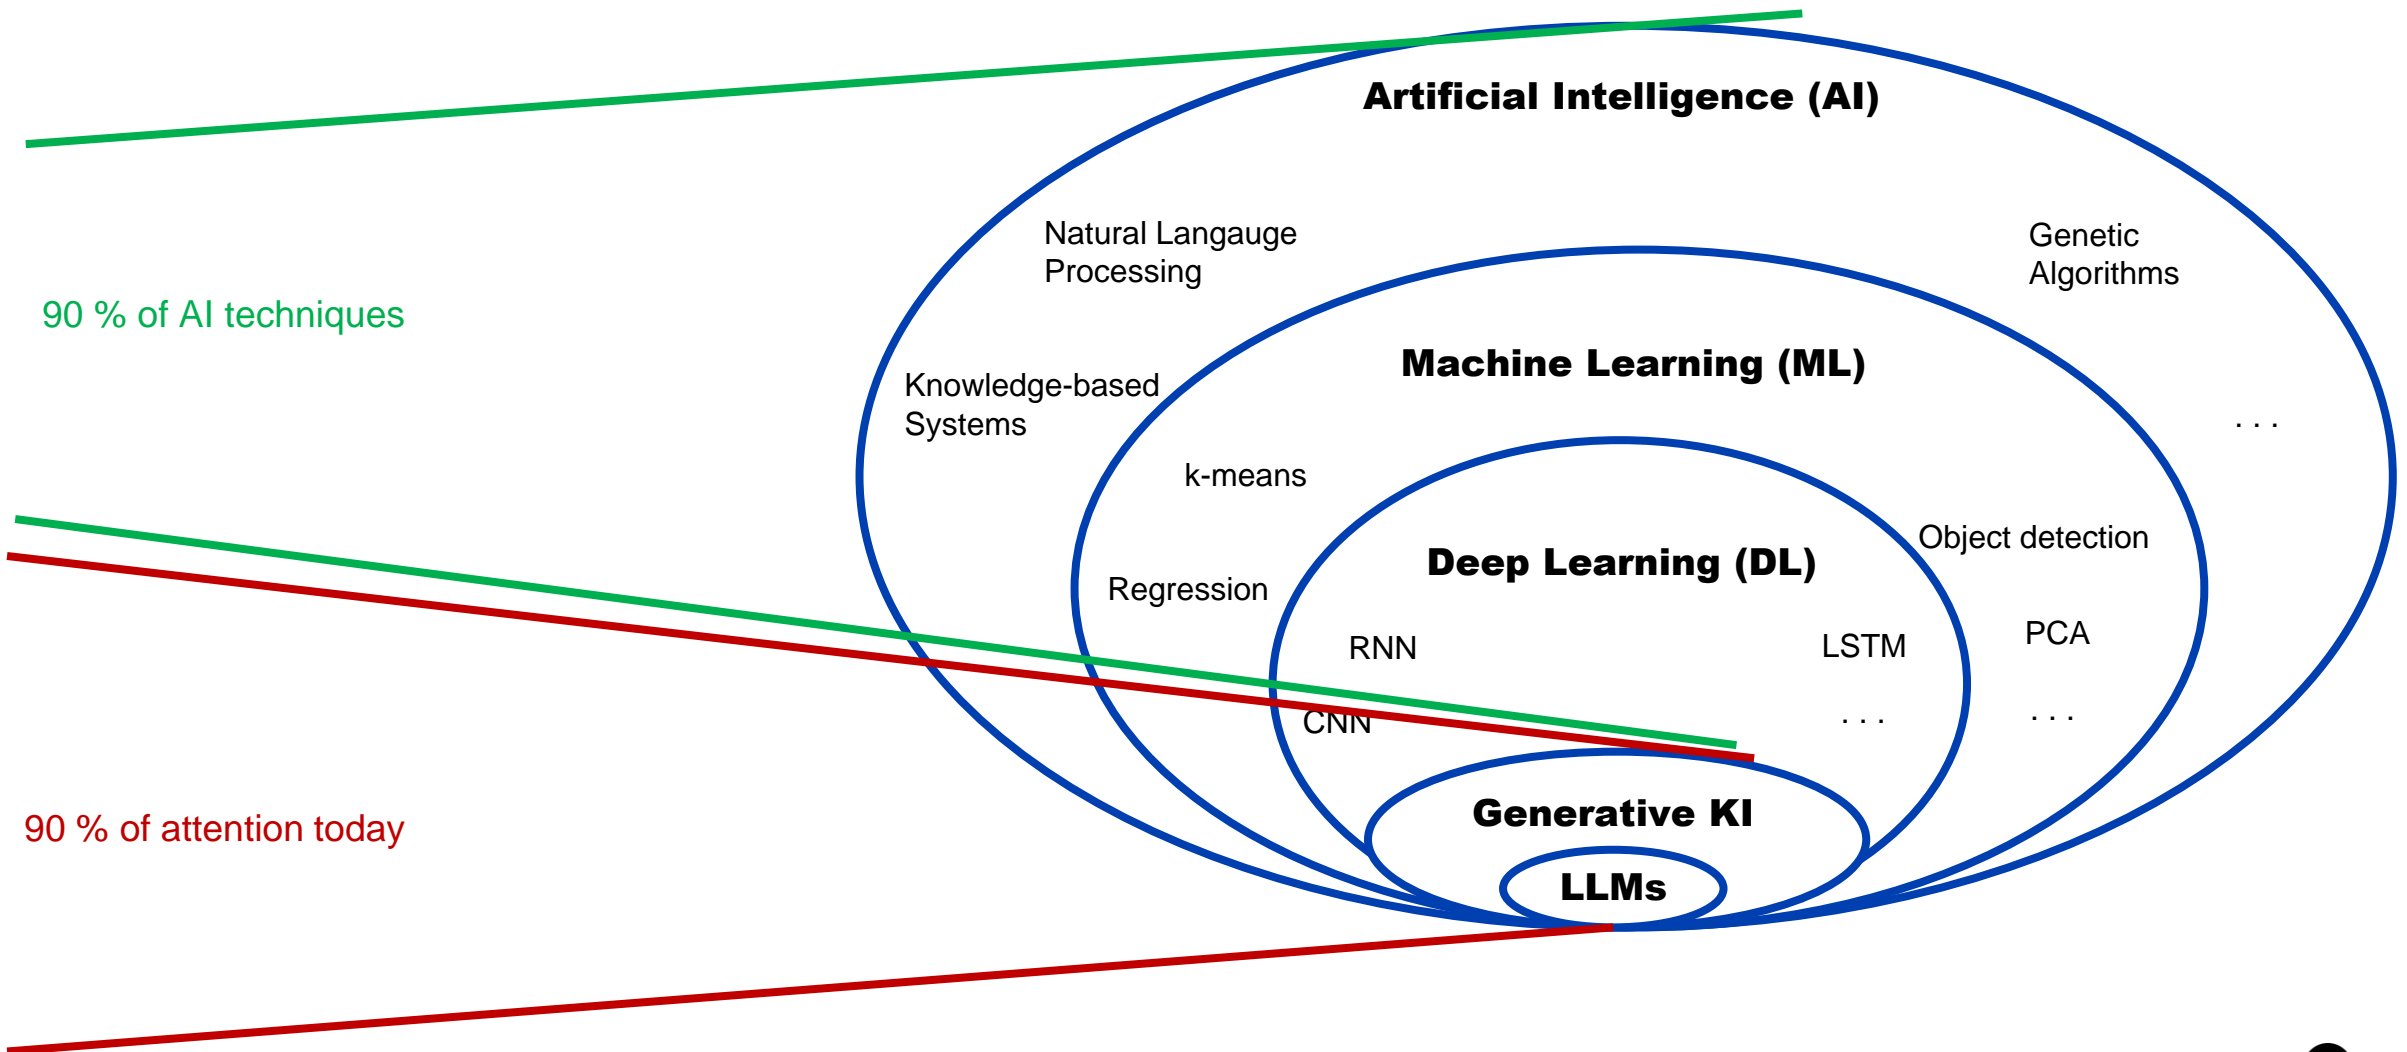 Artificial Intelligence (AI)
Natural Langauge
Processing
Genetic
Algorithms
90 % of AI techniques
Machine Learning (ML)
Knowledge-based
Systems
. . .
k-means
Object detection
Deep Learning (DL)
Regression
RNN
LSTM
PCA
CNN
. . .
. . .
Generative KI
90 % of attention today
LLMs